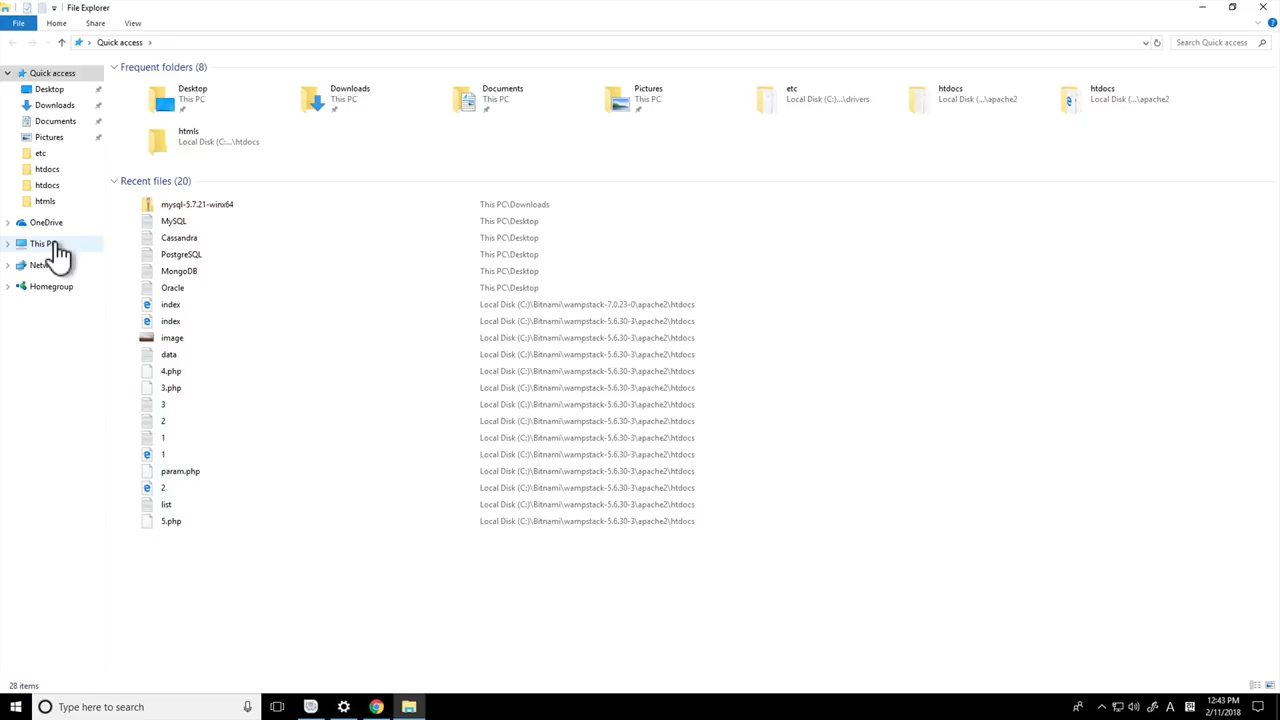 File Explorer
File Home Share View
Quick access Search Quick access
Quick access
Desktop
Downloads
Documents
Pictures
etc
htdocs
htdocs
htmls
OneDrive
This
Homegroup
Frequent folders (8)
Desktop
This PC
Downloads
This PC
Documents
This PC
Pictures
This PC
etc
Local Disk (C:)...\drivers
htdocs
Local Disk (...\apache2
htdocs
Local Disk (...\apache2
htmls
Local Disk (C:...\htdocs
Recent files (20)
mysql-5.7.21-winx64 This PC\Downloads
MySQL This PC\Desktop
Cassandra This PC\Desktop
PostgreSQL This PC\Desktop
MongoDB This PC\Desktop
Oracle This PC\Desktop
index Local Disk (C:)\Bitnami\wampstack-7.0.23-0\apache2\htdocs
index Local Disk (C:)\Bitnami\wampstack-5.6.30-3\apache2\htdocs
image Local Disk (C:)\Bitnami\wampstack-5.6.30-3\apache2\htdocs
data Local Disk (C:)\Bitnami\wampstack-5.6.30-3\apache2\htdocs
4.php Local Disk (C:)\Bitnami\wampstack-5.6.30-3\apache2\htdocs
3.php Local Disk (C:)\Bitnami\wampstack-5.6.30-3\apache2\htdocs
3 Local Disk (C:)\Bitnami\wampstack-5.6.30-3\apache2\htdocs
2 Local Disk (C:)\Bitnami\wampstack-5.6.30-3\apache2\htdocs
1 Local Disk (C:)\Bitnami\wampstack-5.6.30-3\apache2\htdocs
1 Local Disk (C:)\Bitnami\wampstack-5.6.30-3\apache2\htdocs
param.php Local Disk (C:)\Bitnami\wampstack-5.6.30-3\apache2\htdocs
2 Local Disk (C:)\Bitnami\wampstack-5.6.30-3\apache2\htdocs
list Local Disk (C:)\Bitnami\wampstack-5.6.30-3\apache2\htdocs
5.php Local Disk (C:)\Bitnami\wampstack-5.6.30-3\apache2\htdocs
28 items
Type here to search
A
12:43 PM
2/11/2018